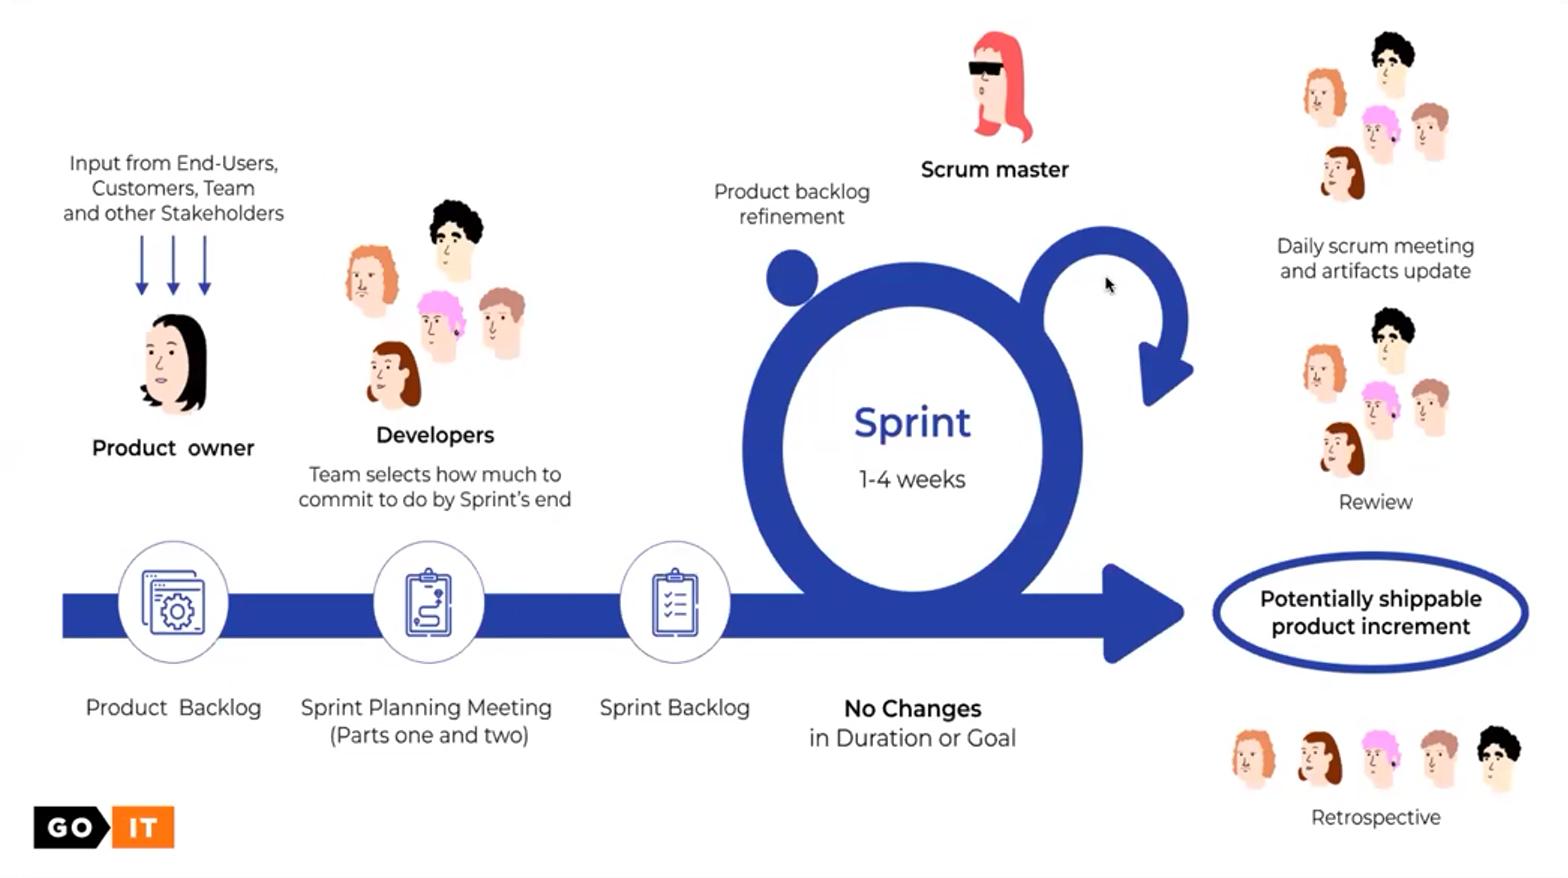 Input from End-Users,
Customers, Team
and other Stakeholders
Product owner
Developers
Team selects how much to
commit to do by Sprint's end
Product backlog
refinement
Scrum master
Sprint
1-4 weeks
Daily scrum meeting
and artifacts update
Rewiew
Potentially shippable
product increment
Product Backlog
Sprint Planning Meeting
(Parts one and two)
Sprint Backlog
No Changes
in Duration or Goal
Retrospective
GO IT